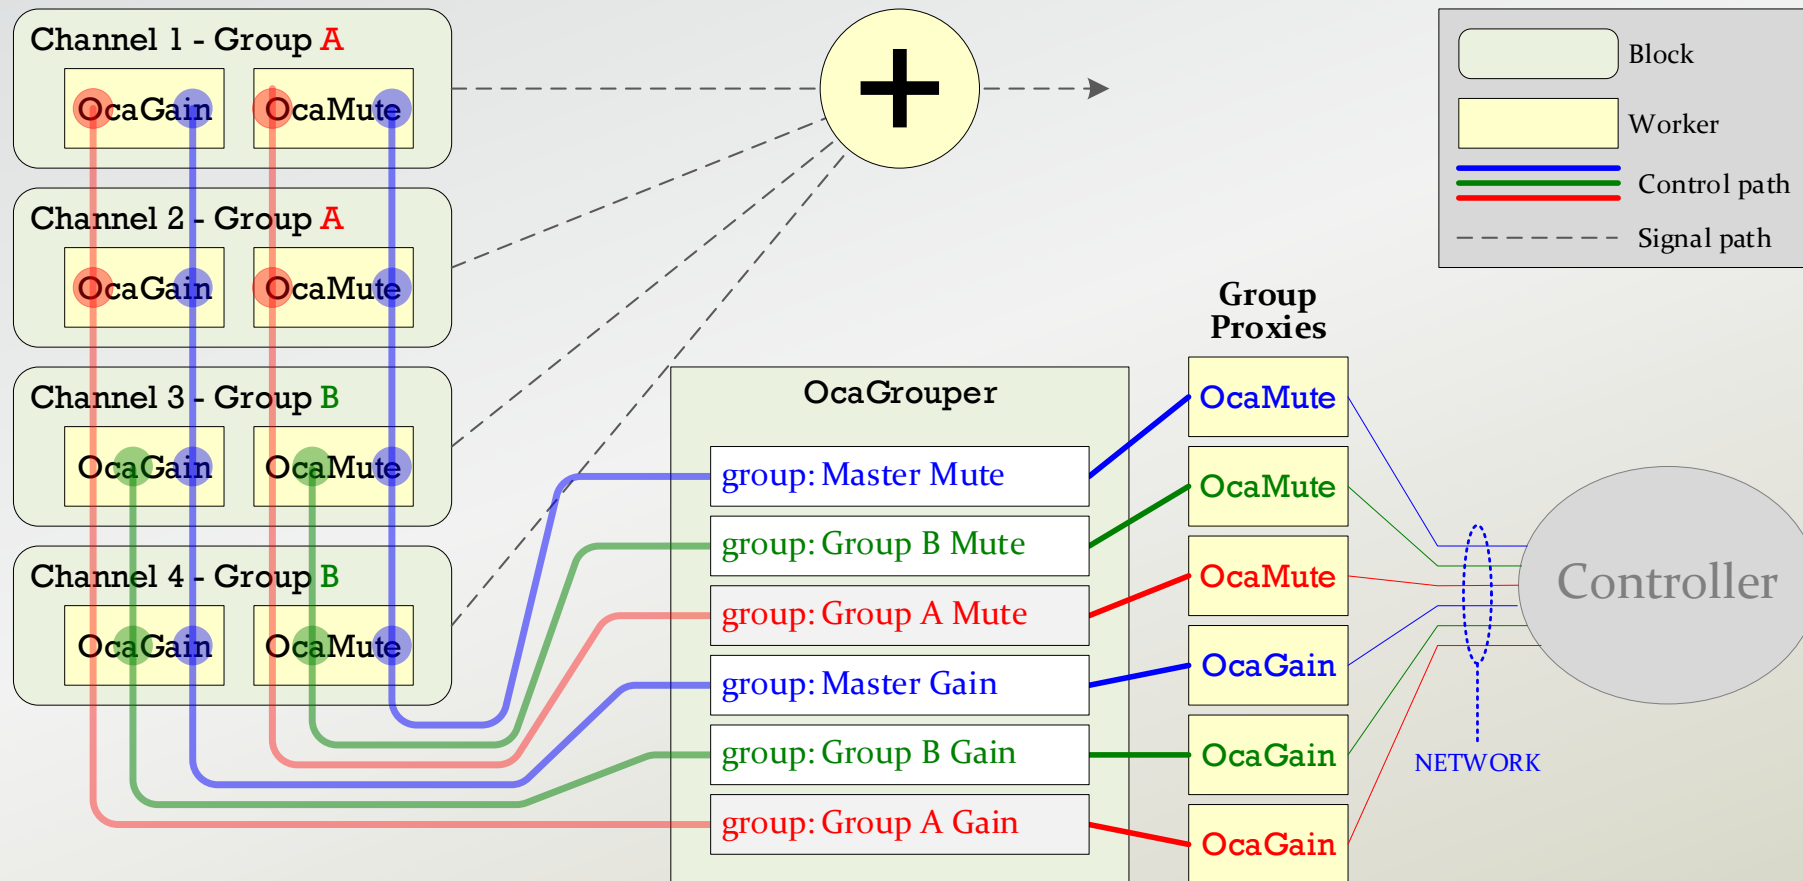 Channel 1 - Group A
OcaGain
OcaMute
Channel 2 - Group A
OcaGain
OcaMute
Channel 3 - Group B
OcaGain
OcaMute
Channel 4 - Group B
OcaGain
OcaMute
+
OcaGrouper
group: Master Mute
group: Group B Mute
group: Group A Mute
group: Master Gain
group: Group B Gain
group: Group A Gain
Group
Proxies
OcaMute
OcaMute
OcaMute
OcaGain
OcaGain
OcaGain
NETWORK
Controller
Block
Worker
Control path
Signal path